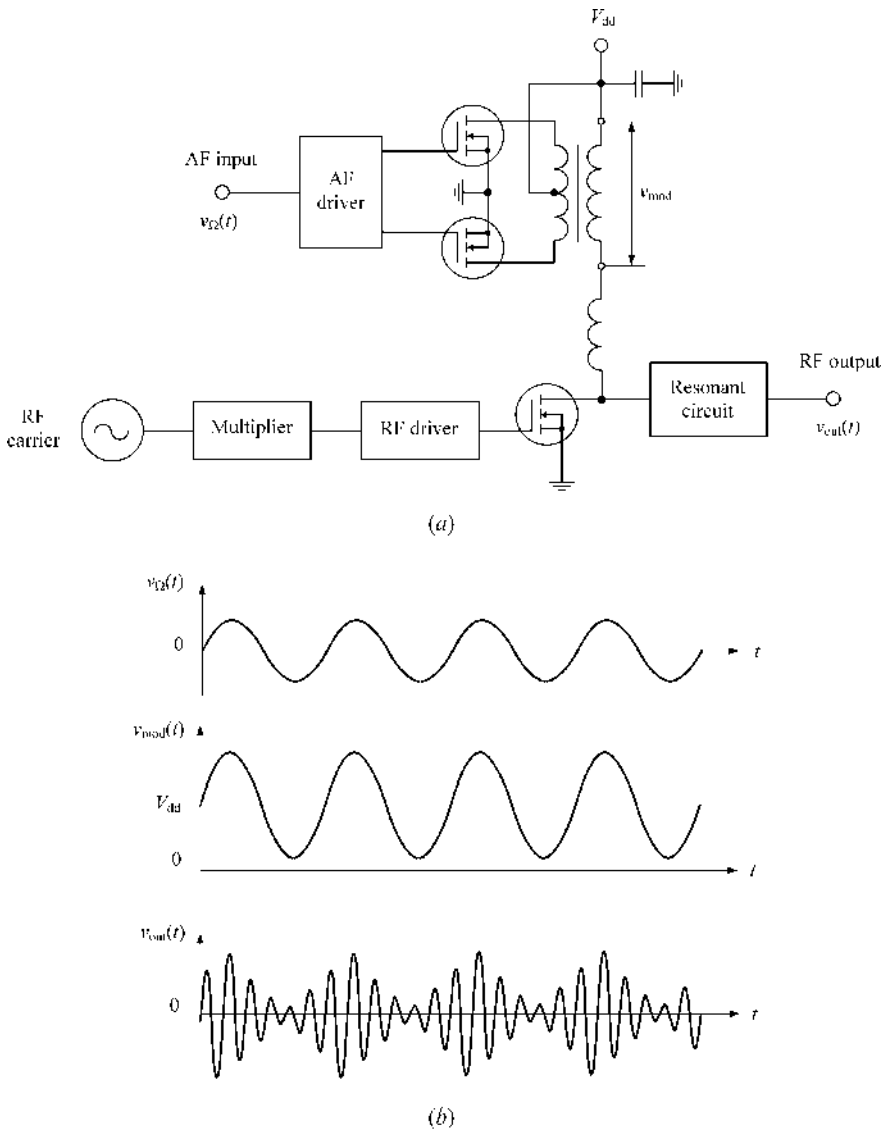 V_dd
AF input
v_Ω(t)
AF
driver
v_mod
RF output
RF
carrier
Multiplier
RF driver
Resonant
circuit
v_out(t)
(a)
v_Ω(t)
0
t
v_mod(t)
V_dd
0
t
v_out(t)
0
t
(b)